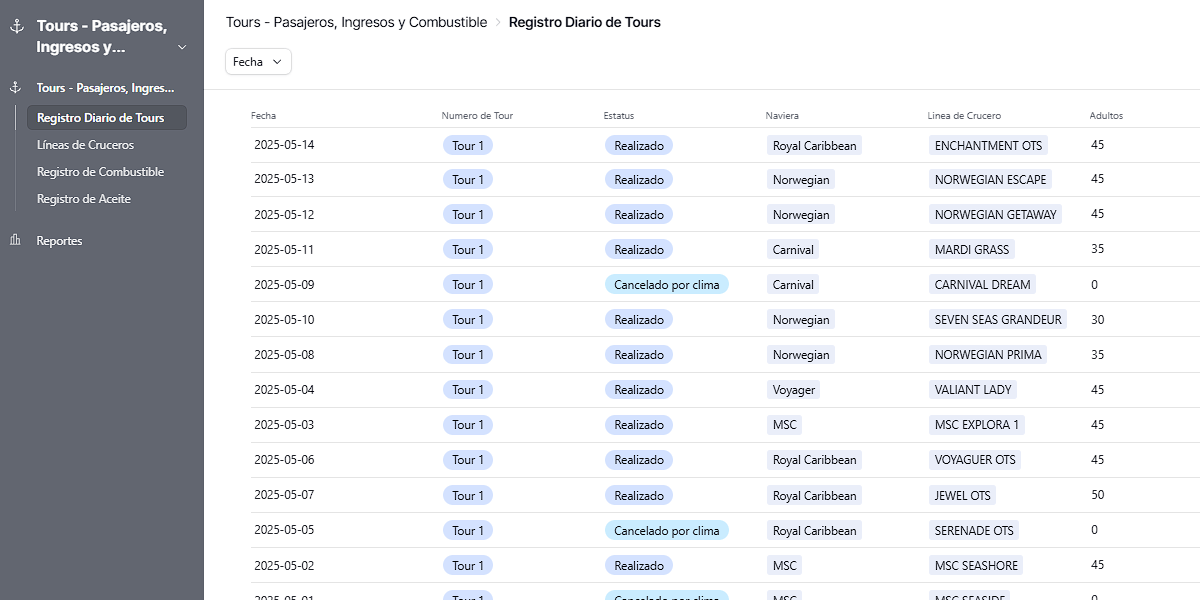 Tours - Pasajeros,
Ingresos y...
Tours - Pasajeros, Ingres...
Registro Diario de Tours
Líneas de Cruceros
Registro de Combustible
Registro de Aceite
Reportes
Tours - Pasajeros, Ingresos y Combustible > Registro Diario de Tours
Fecha
Fecha Numero de Tour Estatus Naviera Linea de Crucero Adultos
2025-05-14 Tour 1 Realizado Royal Caribbean ENCHANTMENT OTS 45
2025-05-13 Tour 1 Realizado Norwegian NORWEGIAN ESCAPE 45
2025-05-12 Tour 1 Realizado Norwegian NORWEGIAN GETAWAY 45
2025-05-11 Tour 1 Realizado Carnival MARDI GRASS 35
2025-05-09 Tour 1 Cancelado por clima Carnival CARNIVAL DREAM 0
2025-05-10 Tour 1 Realizado Norwegian SEVEN SEAS GRANDEUR 30
2025-05-08 Tour 1 Realizado Norwegian NORWEGIAN PRIMA 35
2025-05-04 Tour 1 Realizado Voyager VALIANT LADY 45
2025-05-03 Tour 1 Realizado MSC MSC EXPLORA 1 45
2025-05-06 Tour 1 Realizado Royal Caribbean VOYAGUER OTS 45
2025-05-07 Tour 1 Realizado Royal Caribbean JEWEL OTS 50
2025-05-05 Tour 1 Cancelado por clima Royal Caribbean SERENADE OTS 0
2025-05-02 Tour 1 Realizado MSC MSC SEASHORE 45
2025-05-01 Tour 1 Cancelado por clima MSC MSC SEASIDE 0